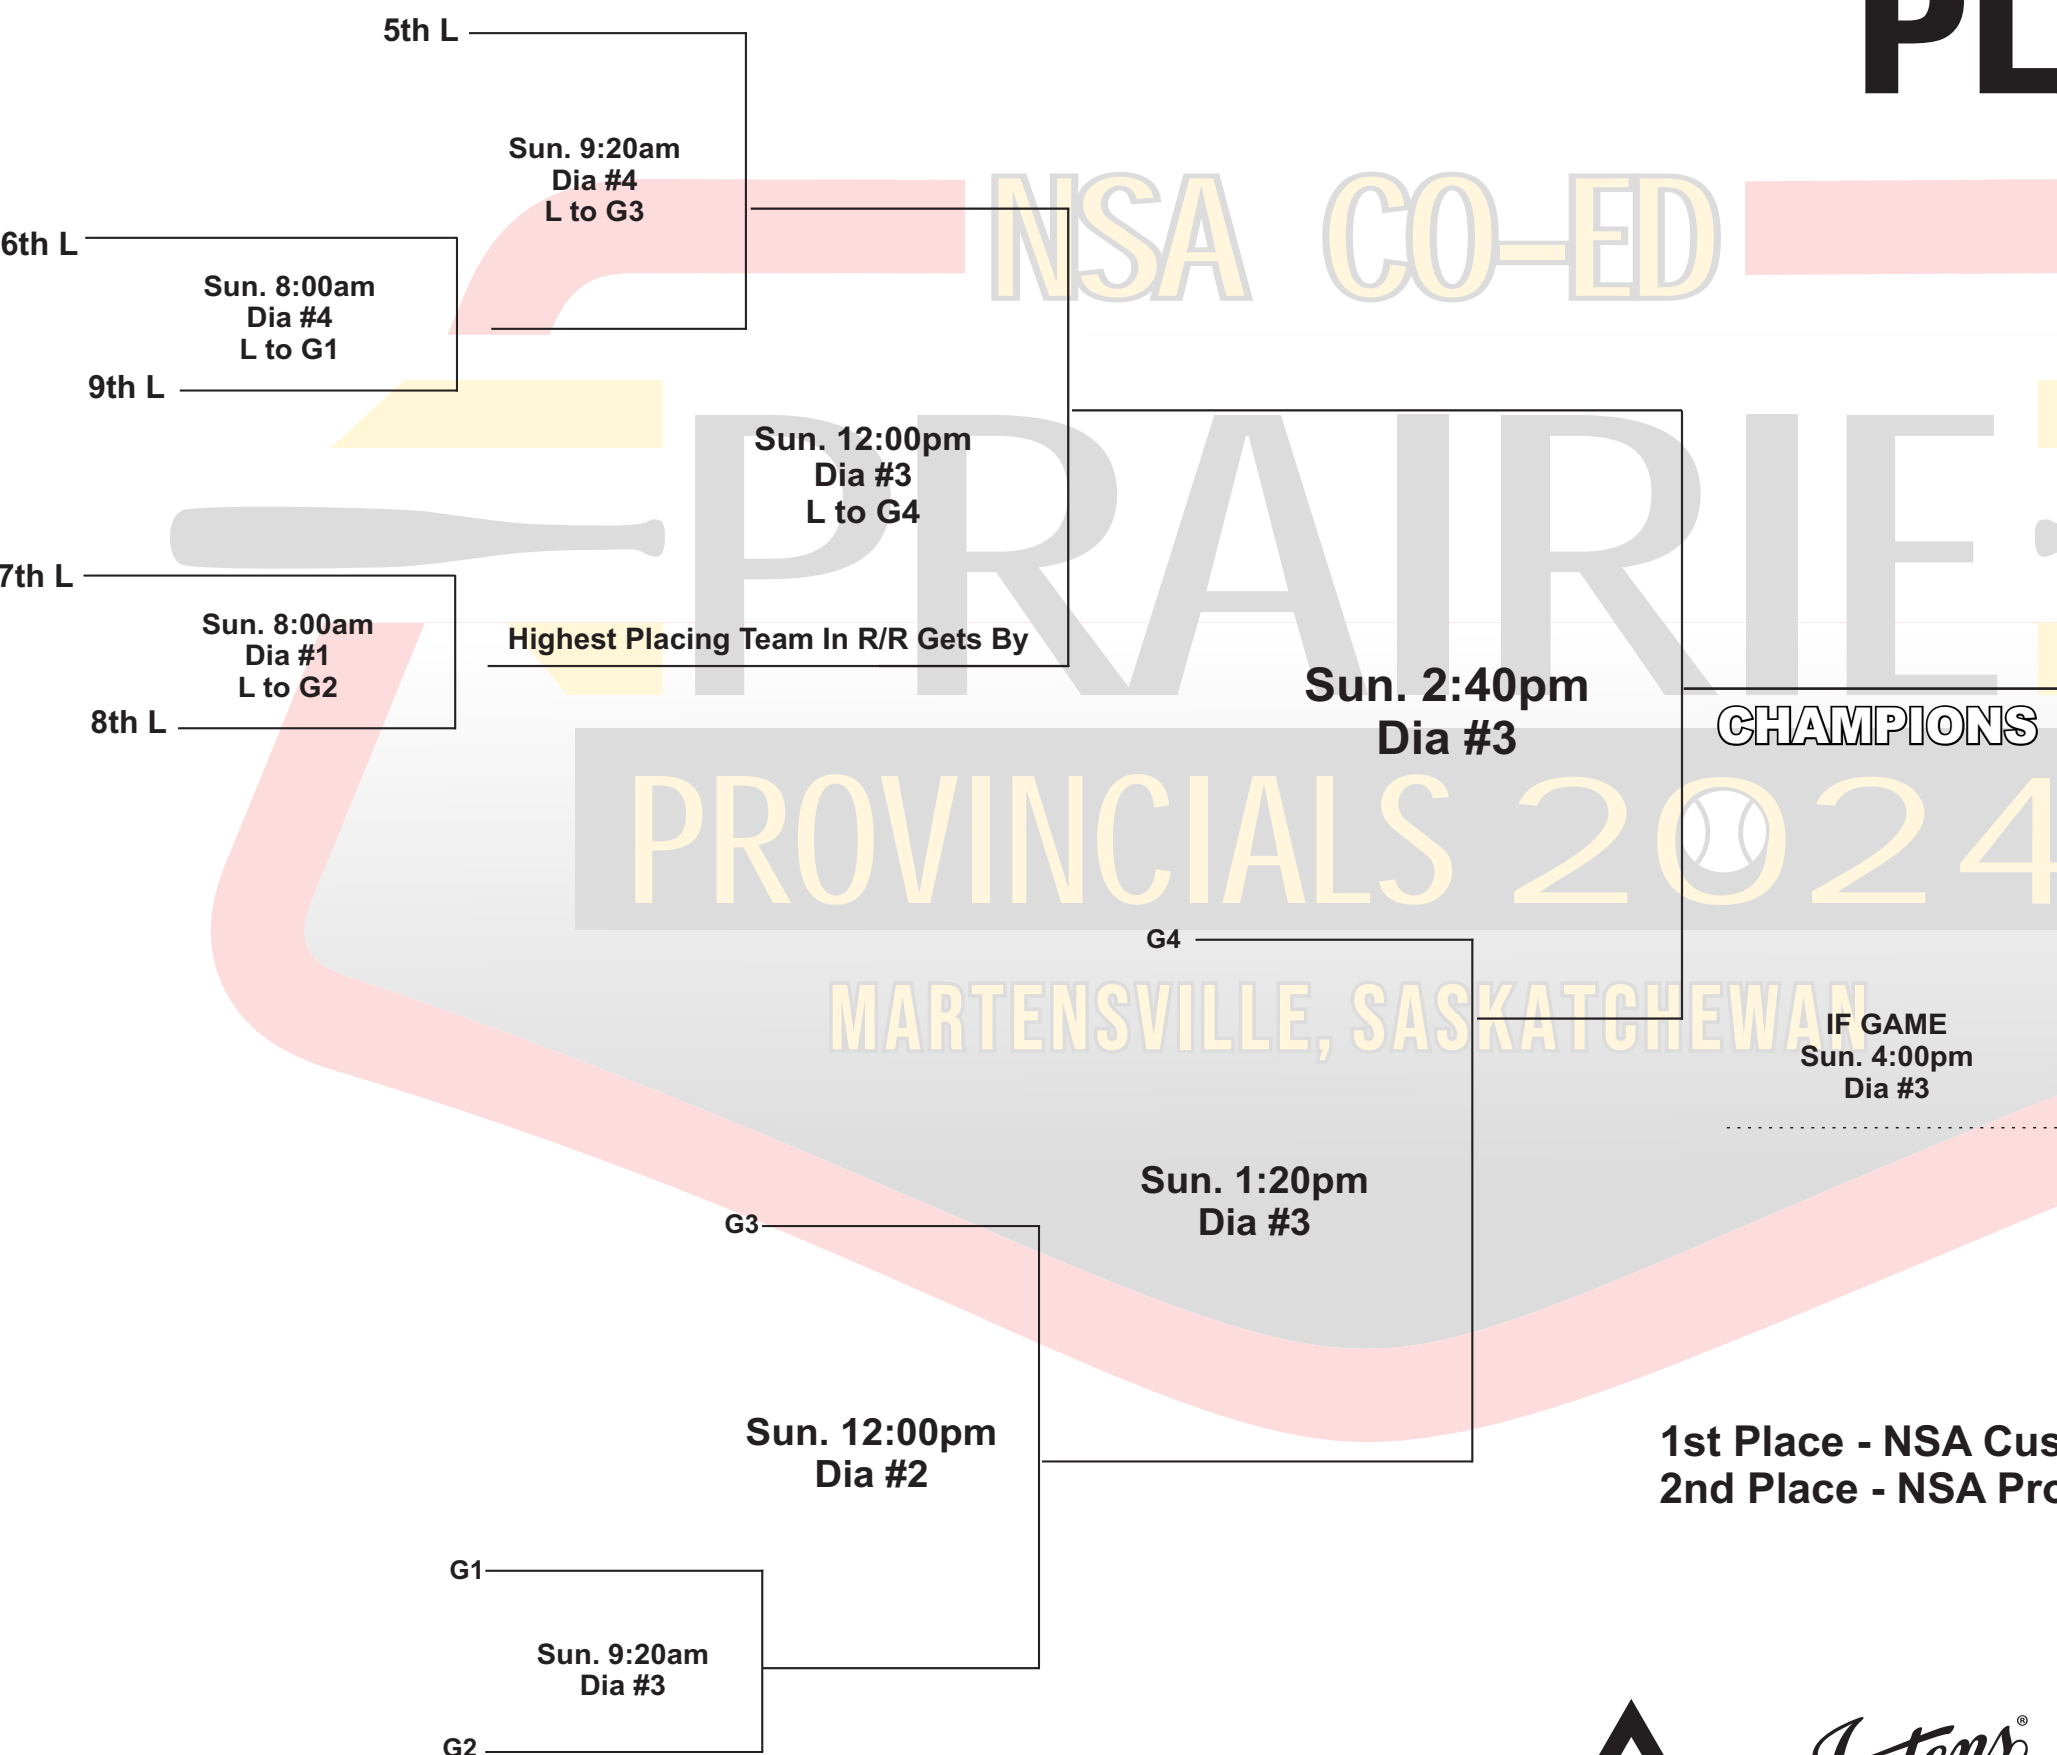 PL
5th L
Sun. 9:20am
Dia #4
L to G3
NSA CO-ED
6th L
Sun. 8:00am
Dia #4
L to G1
9th L
PRAIRIE
Sun. 12:00pm
Dia #3
L to G4
7th L
Sun. 8:00am
Dia #1
L to G2
8th L
Highest Placing Team In R/R Gets By
Sun. 2:40pm
Dia #3
CHAMPIONS
PROVINCIALS 2024
G4
MARTENSVILLE, SASKATCHEWAN
IF GAME
Sun. 4:00pm
Dia #3
Sun. 1:20pm
Dia #3
G3
Sun. 12:00pm
Dia #2
1st Place - NSA Cus
2nd Place - NSA Pro
G1
Sun. 9:20am
Dia #3
G2